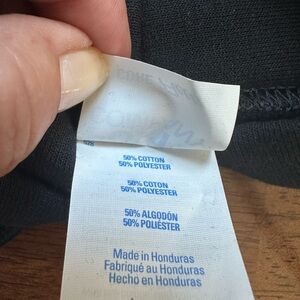 50% COTTON
50% POLYESTER
50% COTON
50% POLYESTER
50% ALGODÓN
50% POLIÉSTER
Made in Honduras
Fabriqué au Honduras
Hecho en Honduras